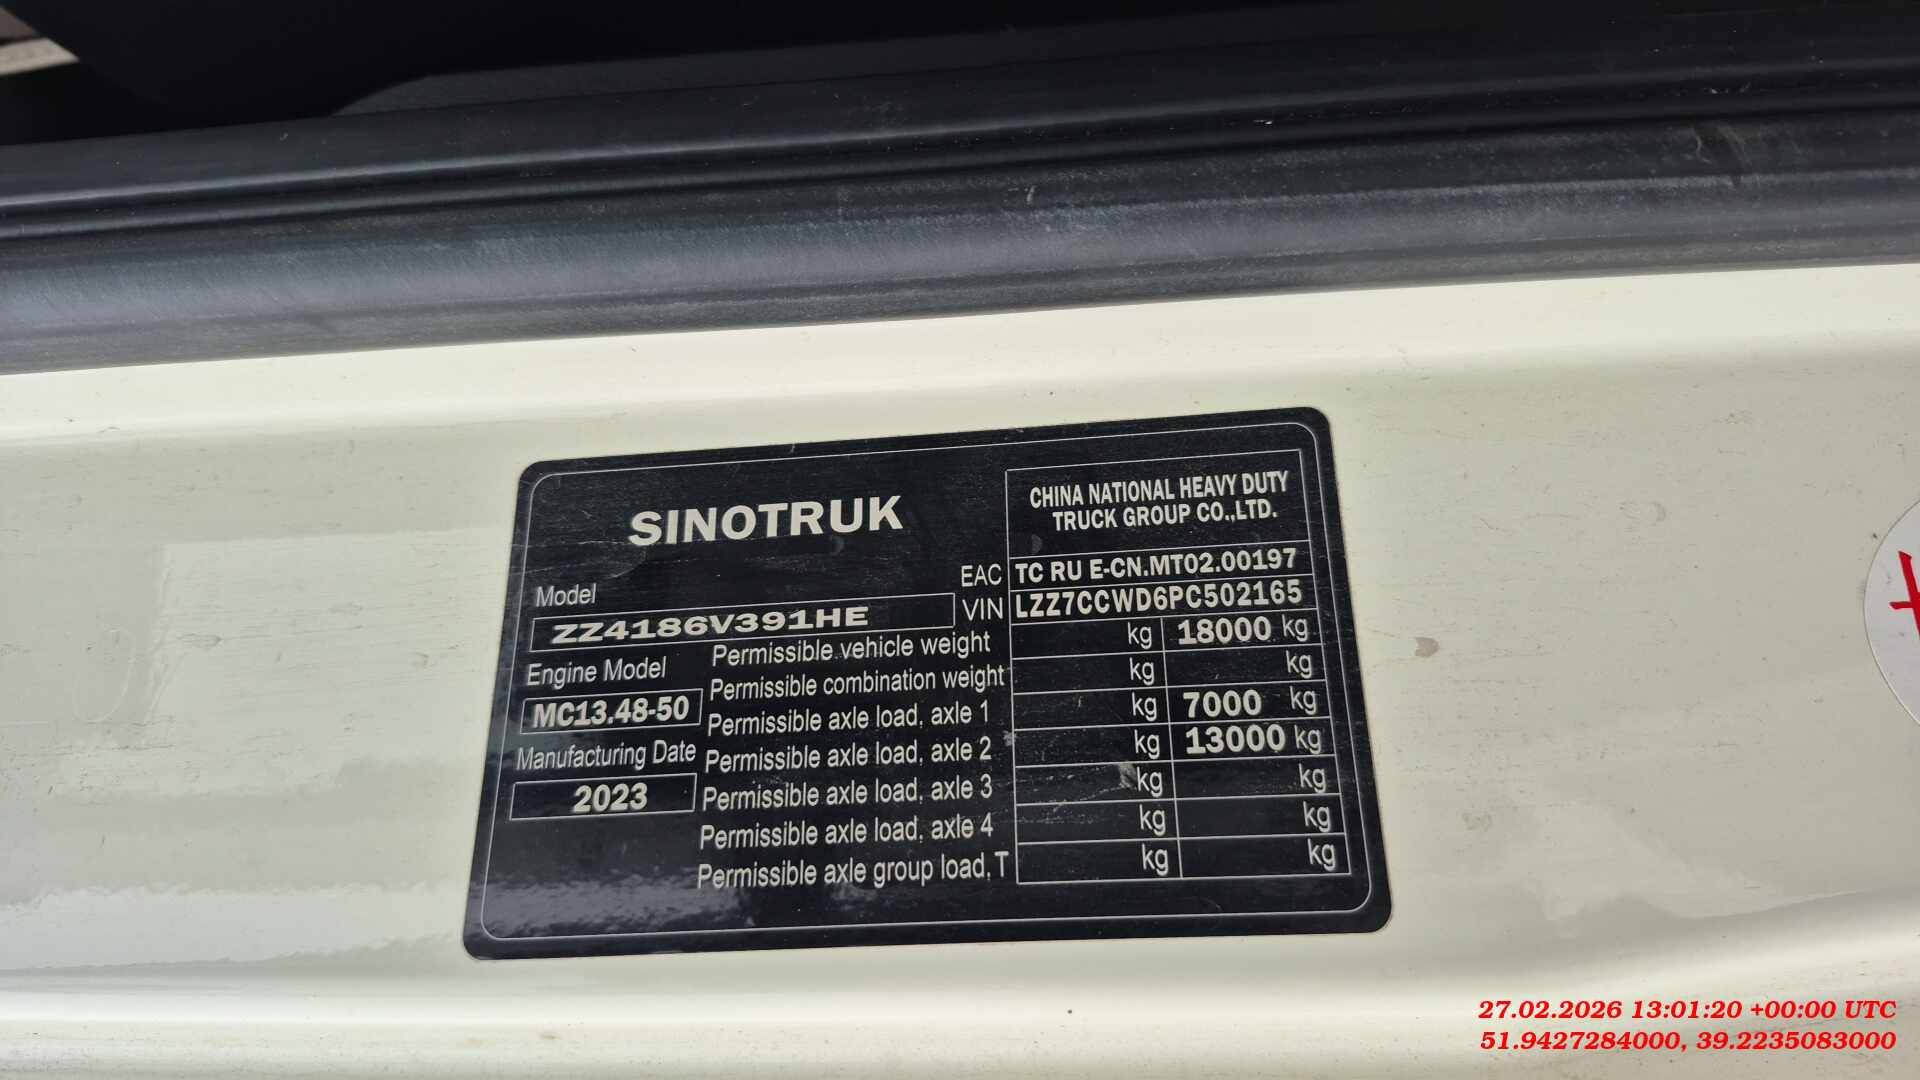 SINOTRUK
CHINA NATIONAL HEAVY DUTY
TRUCK GROUP CO.,LTD.
EAC TC RU E-CN.MT02.00197
VIN LZZ7CCWD6PC502165
Model
ZZ4186V391HE
Engine Model
MC13.48-50
Manufacturing Date
2023
Permissible vehicle weight kg 18000 kg
Permissible combination weight kg kg
Permissible axle load, axle 1 kg 7000 kg
Permissible axle load, axle 2 kg 13000 kg
Permissible axle load, axle 3 kg kg
Permissible axle load, axle 4 kg kg
Permissible axle group load, T kg kg
27.02.2026 13:01:20 +00:00 UTC
51.9427284000, 39.2235083000